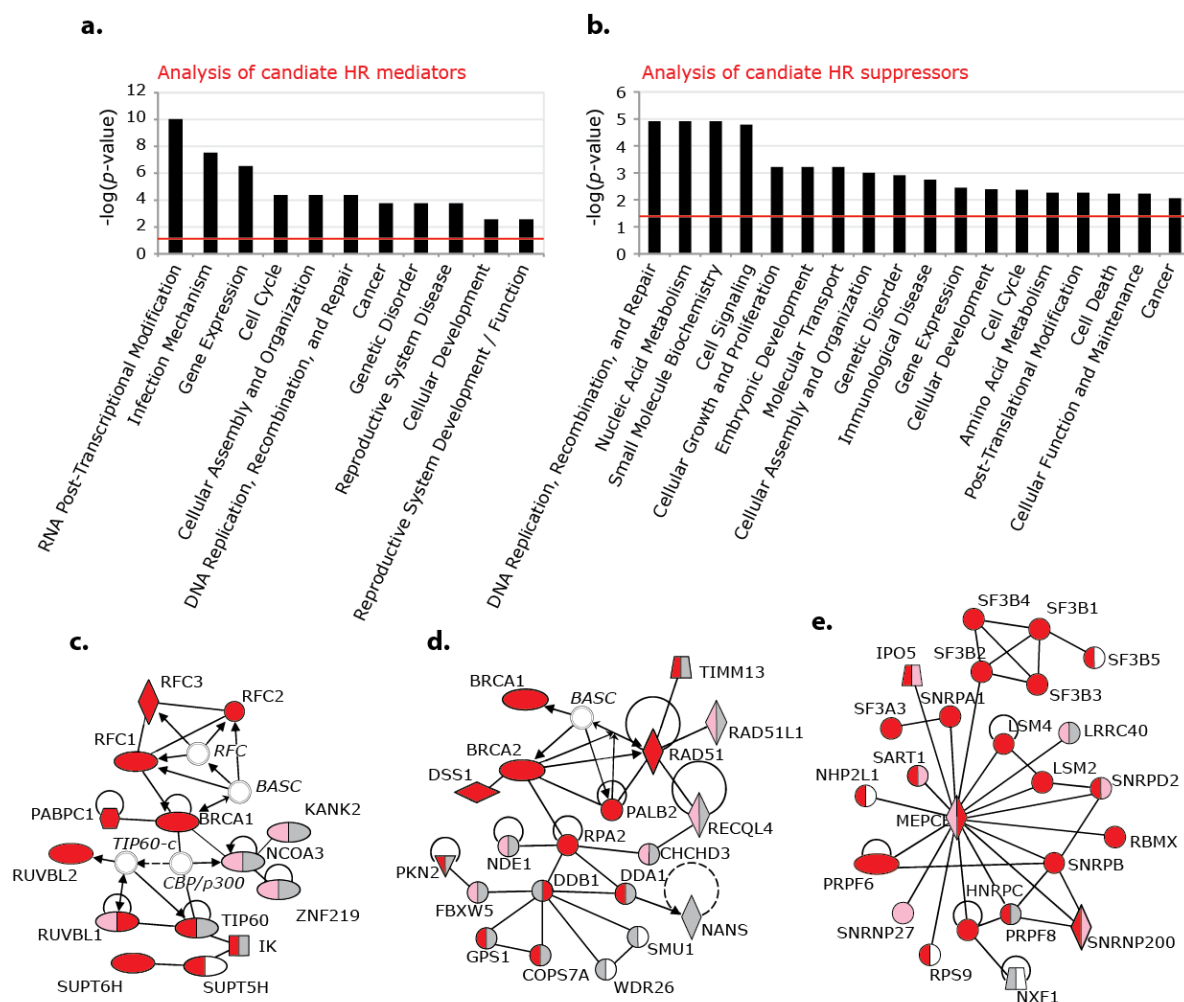 a.
Analysis of candiate HR mediators
-log(p-value)
12
10
8
6
4
2
0
RNA Post-Transcriptional Modification
Infection Mechanism
Gene Expression
Cell Cycle
Cellular Assembly and Organization
DNA Replication, Recombination, and Repair
Cancer
Genetic Disorder
Reproductive System Disease
Cellular Development
Reproductive System Development / Function
b.
Analysis of candiate HR suppressors
-log(p-value)
6
5
4
3
2
1
0
DNA Replication, Recombination, and Repair
Nucleic Acid Metabolism
Small Molecule Biochemistry
Cell Signaling
Cellular Growth and Proliferation
Embryonic Development
Molecular Transport
Cellular Assembly and Organization
Genetic Disorder
Immunological Disease
Gene Expression
Cellular Development
Cell Cycle
Amino Acid Metabolism
Post-Translational Modification
Cell Death
Cellular Function and Maintenance
Cancer
c.
RFC3
RFC2
RFC1
RFC
BASC
PABPC1
BRCA1
KANK2
TIP60-c
NCOA3
RUVBL2
CBP/p300
ZNF219
RUVBL1
TIP60
IK
SUPT6H
SUPT5H
d.
BRCA1
BASC
TIMM13
BRCA2
RAD51
RAD51L1
DSS1
PALB2
RPA2
RECQL4
PKN2
NDE1
CHCHD3
DDB1
DDA1
FBXW5
NANS
GPS1
SMU1
COPS7A
WDR26
e.
SF3B4
SF3B1
IPO5
SF3B2
SF3B5
SNRPA1
SF3B3
SF3A3
LSM4
LRRC40
SART1
NHP2L1
LSM2
SNRPD2
MEPCE
RBMX
PRPF6
SNRPB
HNRPC
SNRNP27
PRPF8
SNRNP200
RPS9
NXF1